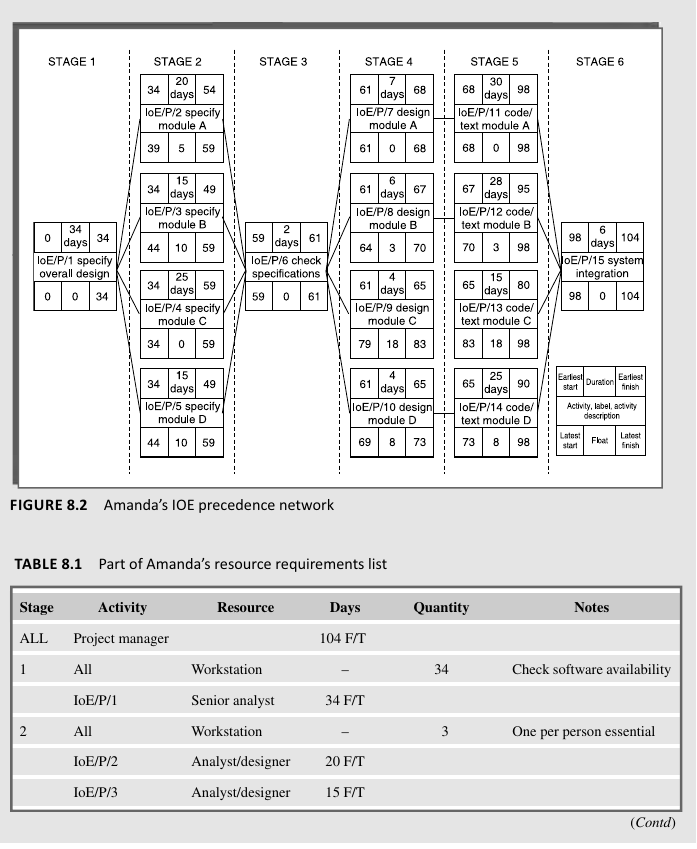 STAGE 1 STAGE 2 STAGE 3 STAGE 4 STAGE 5 STAGE 6
0 34 days 34
IoE/P/1 specify
overall design
0 0 34
34 20 days 54
IoE/P/2 specify
module A
39 5 59
34 15 days 49
IoE/P/3 specify
module B
44 10 59
34 25 days 59
IoE/P/4 specify
module C
34 0 59
34 15 days 49
IoE/P/5 specify
module D
44 10 59
59 2 days 61
IoE/P/6 check
specifications
59 0 61
61 7 days 68
IoE/P/7 design
module A
61 0 68
61 6 days 67
IoE/P/8 design
module B
64 3 70
61 4 days 65
IoE/P/9 design
module C
79 18 83
61 4 days 65
IoE/P/10 design
module D
69 8 73
68 30 days 98
IoE/P/11 code/
text module A
68 0 98
67 28 days 95
IoE/P/12 code/
text module B
70 3 98
65 15 days 80
IoE/P/13 code/
text module C
83 18 98
65 25 days 90
IoE/P/14 code/
text module D
73 8 98
98 6 days 104
IoE/P/15 system
integration
98 0 104
Earliest start Duration Earliest finish
Activity, label, activity
description
Latest start Float Latest finish
FIGURE 8.2 Amanda's IOE precedence network
TABLE 8.1 Part of Amanda's resource requirements list
Stage Activity Resource Days Quantity Notes
ALL Project manager 104 F/T
1 All Workstation – 34 Check software availability
IoE/P/1 Senior analyst 34 F/T
2 All Workstation – 3 One per person essential
IoE/P/2 Analyst/designer 20 F/T
IoE/P/3 Analyst/designer 15 F/T
(Contd)